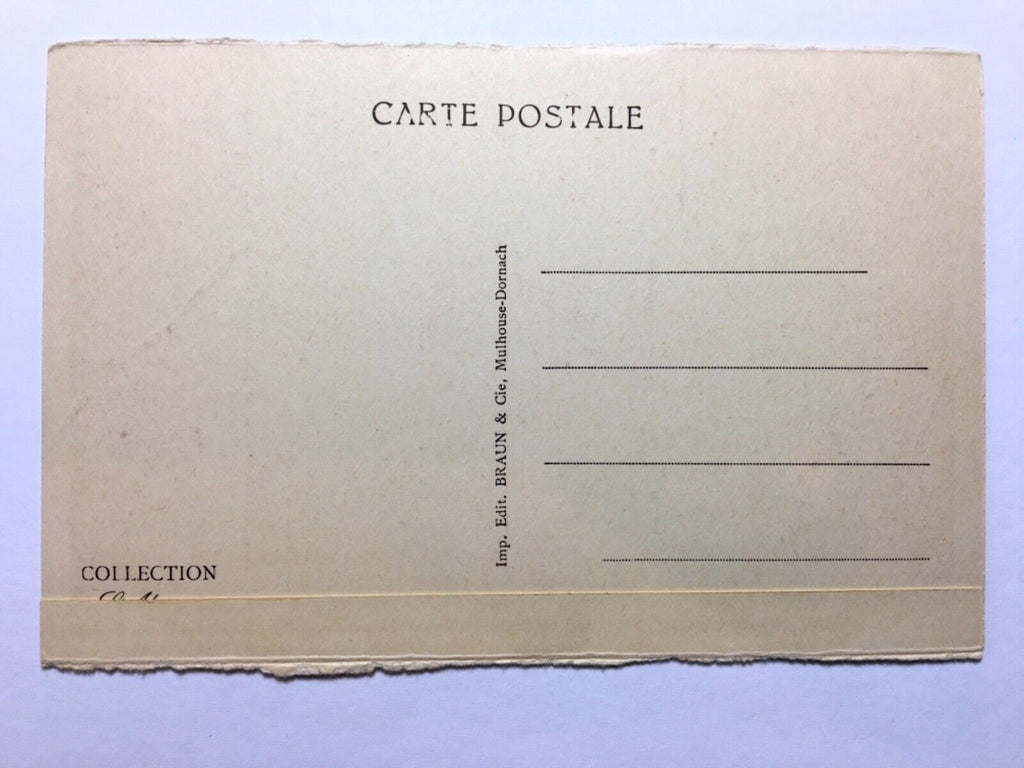 CARTE POSTALE
Imp. Edit. BRAUN & Cie, Mulhouse-Dornach
COLLECTION